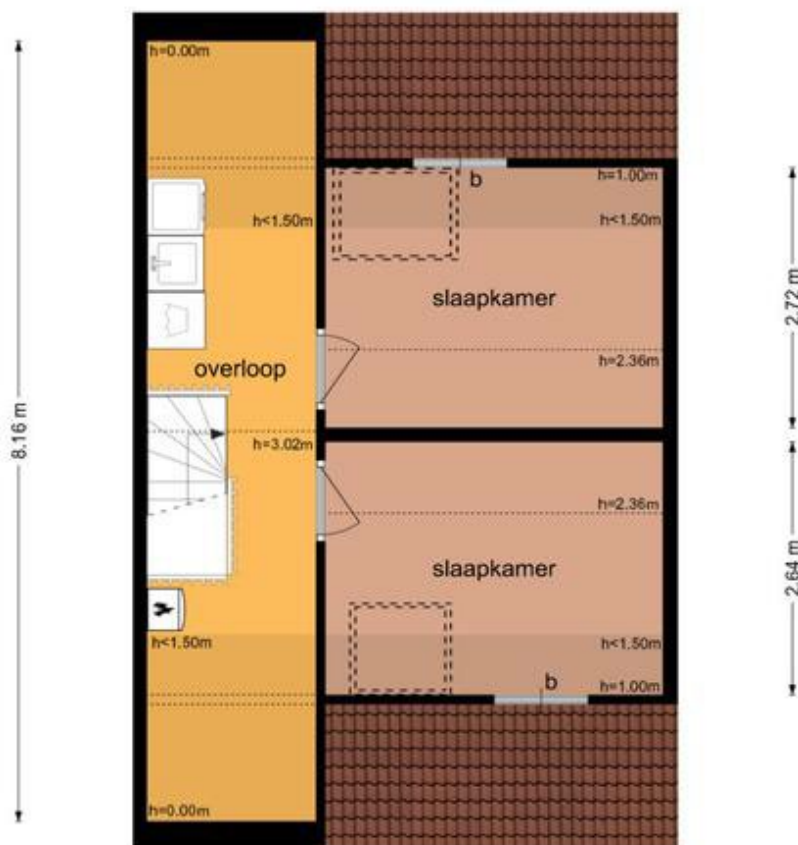 h=0.00m
b
h=1.00m
h<1.50m
h<1.50m
slaapkamer
2.72 m
h=2.36m
overloop
8.16 m
h=3.02m
h=2.36m
slaapkamer
2.64 m
h<1.50m
h<1.50m
b
h=1.00m
h=0.00m